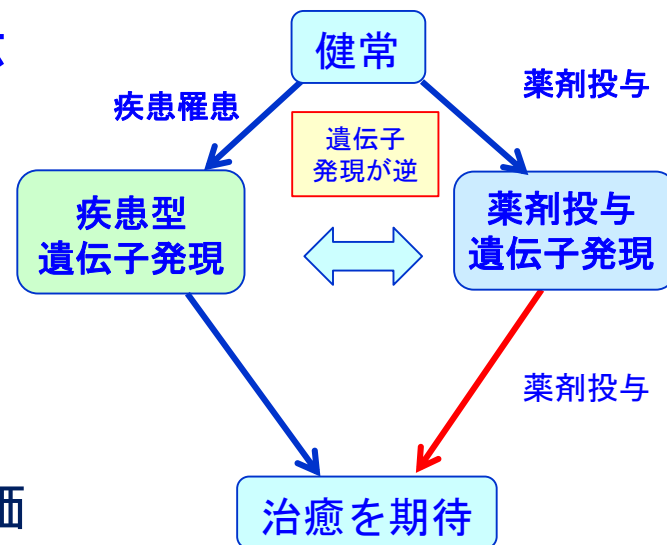 健常
疾患罹患
薬剤投与
遺伝子
発現が逆
疾患型
遺伝子発現
薬剤投与
遺伝子発現
薬剤投与
治癒を期待
価